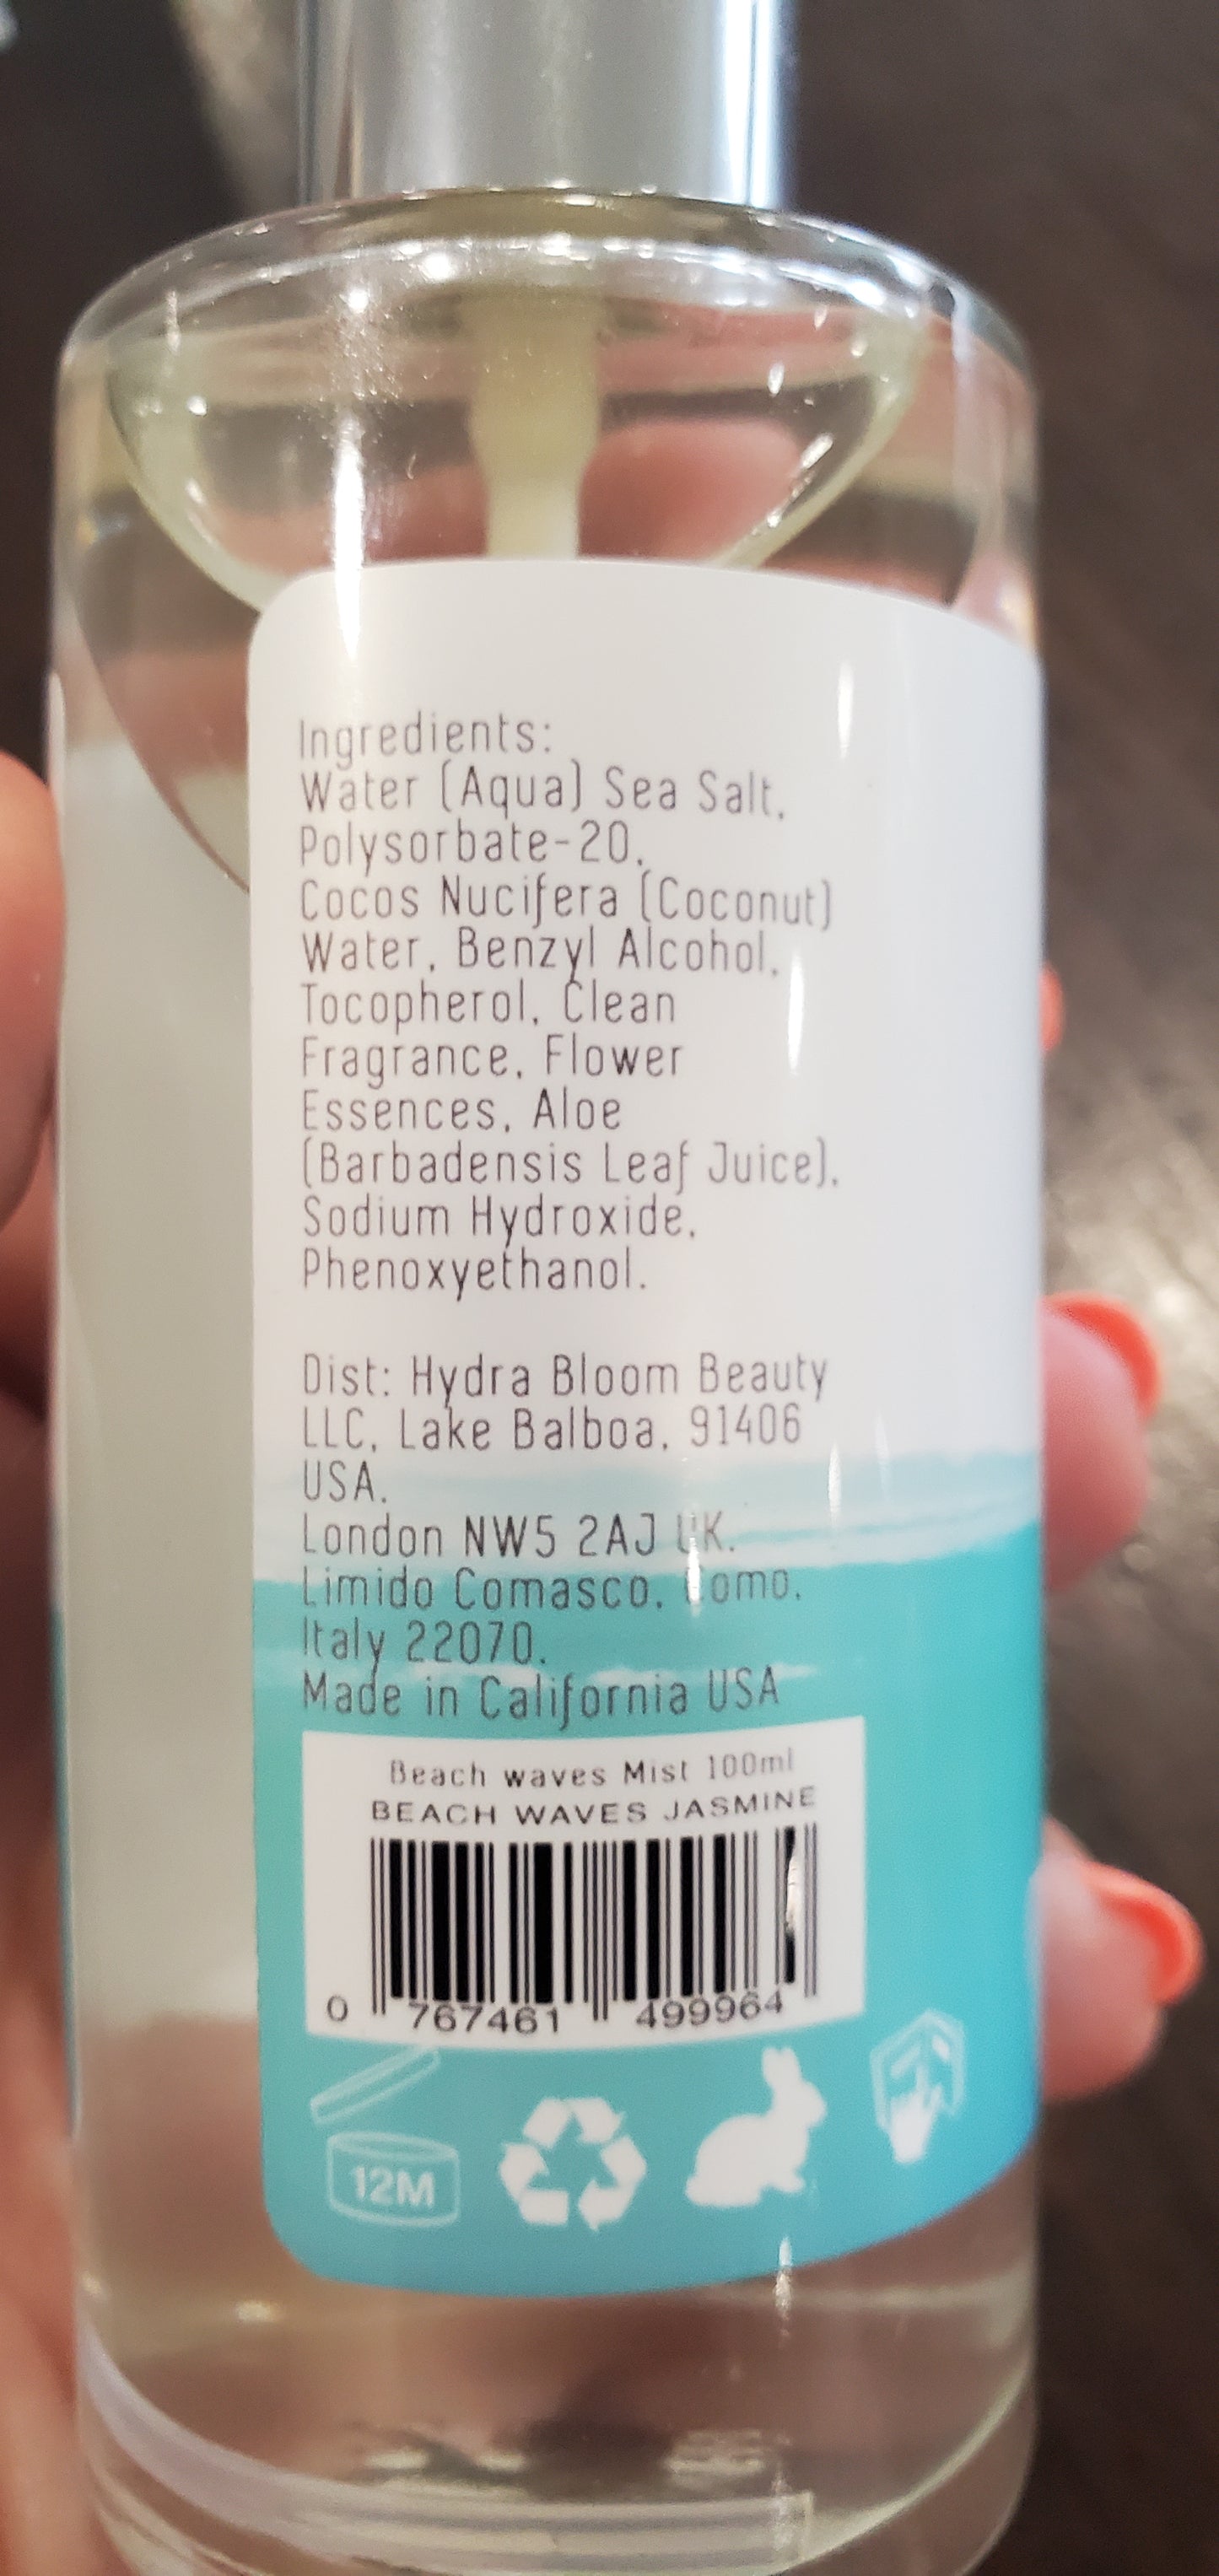 Ingredients:
Water (Aqua) Sea Salt,
Polysorbate-20,
Cocos Nucifera (Coconut)
Water, Benzyl Alcohol,
Tocopherol, Clean
Fragrance, Flower
Essences, Aloe
(Barbadensis Leaf Juice),
Sodium Hydroxide,
Phenoxyethanol.
Dist: Hydra Bloom Beauty
LLC, Lake Balboa, 91406
USA.
London NW5 2AJ UK.
Limido Comasco, Como,
Italy 22070.
Made in California USA
Beach waves Mist 100ml
BEACH WAVES JASMINE
0 767461 499964
12M